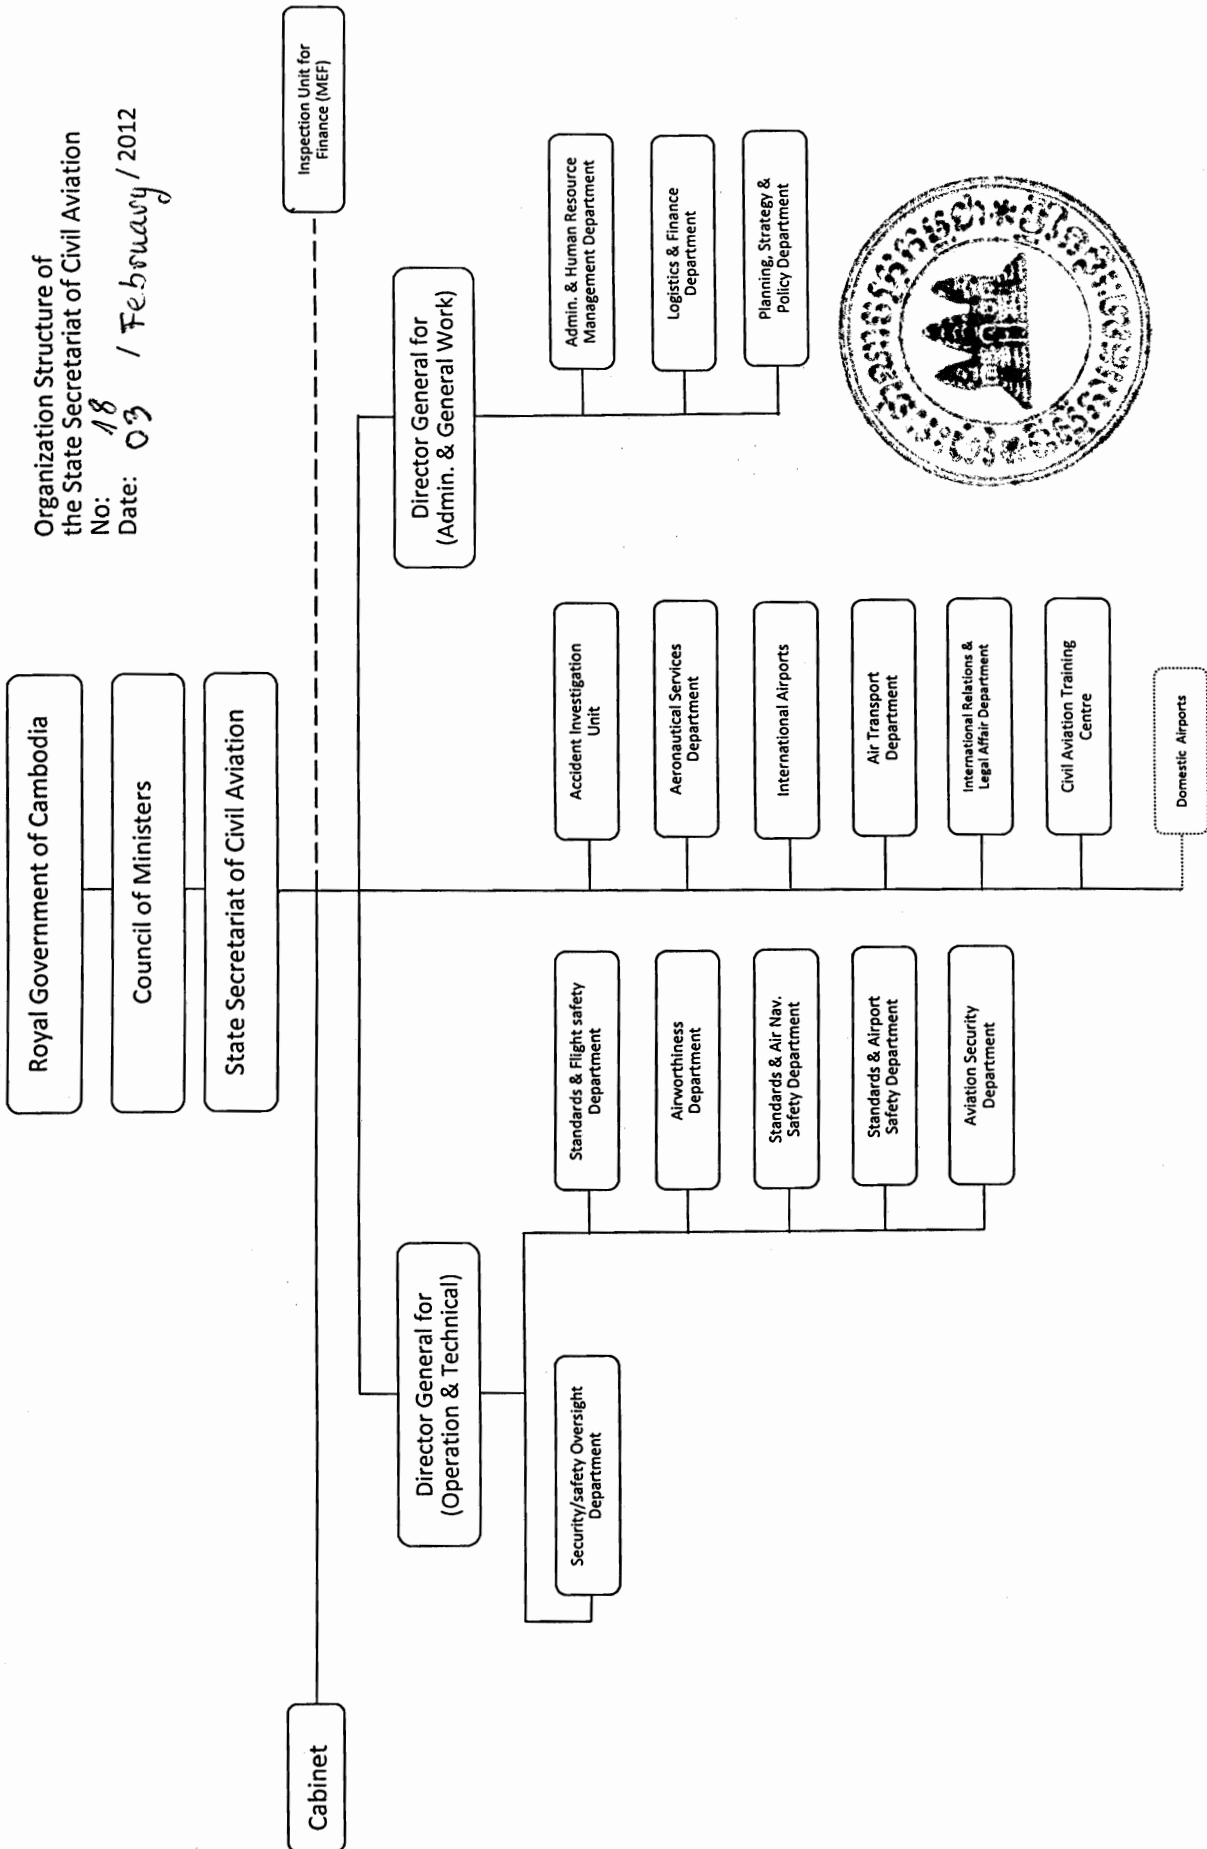 Organization Structure of
the State Secretariat of Civil Aviation
No: 18
Date: 03 / February / 2012
Royal Government of Cambodia
Council of Ministers
State Secretariat of Civil Aviation
Cabinet
Inspection Unit for
Finance (MEF)
Director General for
(Operation & Technical)
Director General for
(Admin. & General Work)
Security/safety Oversight
Department
Standards & Flight safety
Department
Airworthiness
Department
Standards & Air Nav.
Safety Department
Standards & Airport
Safety Department
Aviation Security
Department
Accident Investigation
Unit
Aeronautical Services
Department
International Airports
Air Transport
Department
International Relations &
Legal Affair Department
Civil Aviation Training
Centre
Domestic Airports
Admin. & Human Resource
Management Department
Logistics & Finance
Department
Planning, Strategy &
Policy Department